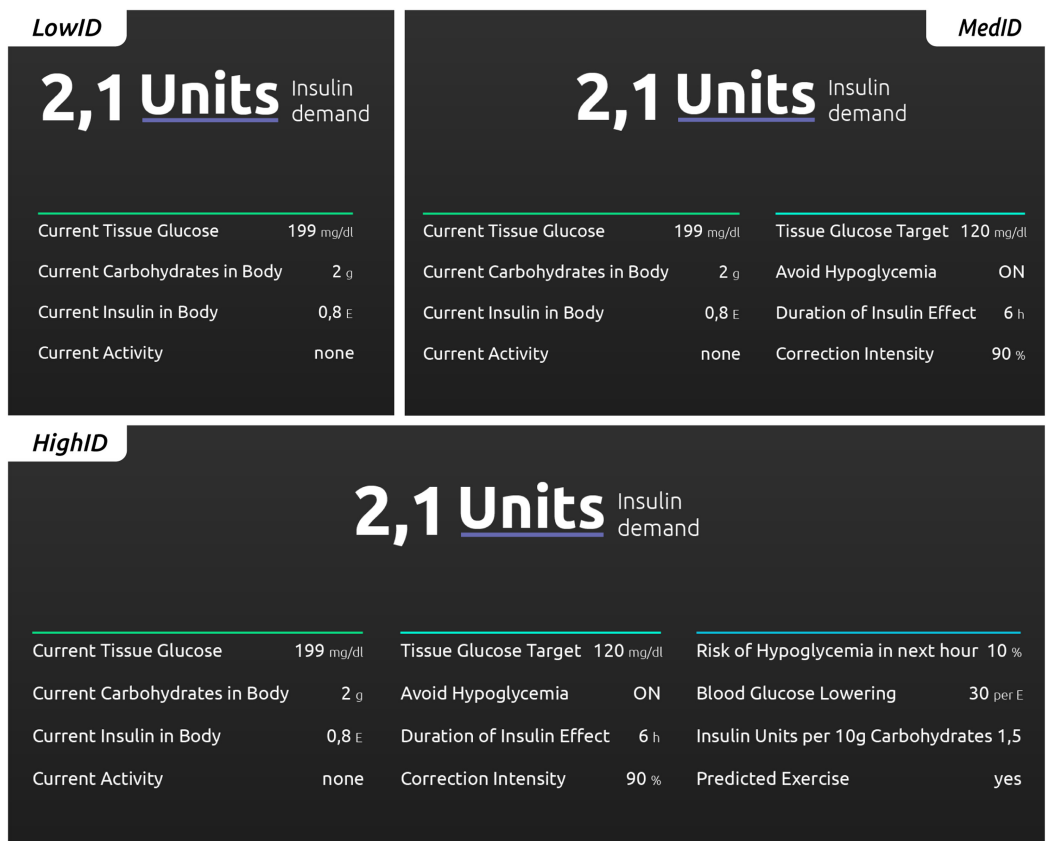 LowID
2,1 Units Insulin demand
Current Tissue Glucose 199 mg/dl
Current Carbohydrates in Body 2 g
Current Insulin in Body 0,8 E
Current Activity none
MedID
2,1 Units Insulin demand
Current Tissue Glucose 199 mg/dl
Current Carbohydrates in Body 2 g
Current Insulin in Body 0,8 E
Current Activity none
Tissue Glucose Target 120 mg/dl
Avoid Hypoglycemia ON
Duration of Insulin Effect 6 h
Correction Intensity 90 %
HighID
2,1 Units Insulin demand
Current Tissue Glucose 199 mg/dl
Current Carbohydrates in Body 2 g
Current Insulin in Body 0,8 E
Current Activity none
Tissue Glucose Target 120 mg/dl
Avoid Hypoglycemia ON
Duration of Insulin Effect 6 h
Correction Intensity 90 %
Risk of Hypoglycemia in next hour 10 %
Blood Glucose Lowering 30 per E
Insulin Units per 10g Carbohydrates 1,5
Predicted Exercise yes